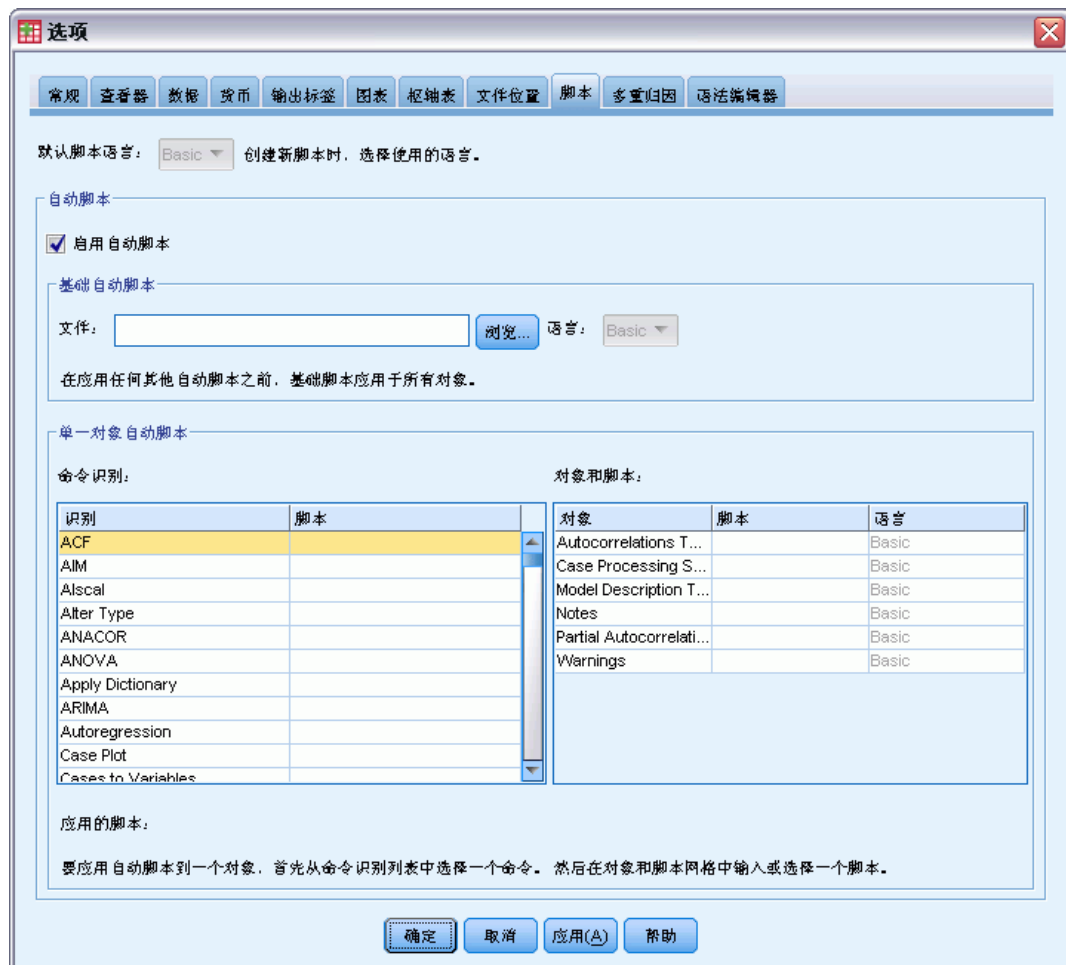 选项
常规 查看器 数据 货币 输出标签 图表 枢轴表 文件位置 脚本 多重归因 语法编辑器
默认脚本语言： Basic 创建新脚本时，选择使用的语言。
自动脚本
启用自动脚本
基础自动脚本
文件： 浏览... 语言： Basic
在应用任何其他自动脚本之前，基础脚本应用于所有对象。
单一对象自动脚本
命令识别： 对象和脚本：
识别 脚本 对象 脚本 语言
ACF Autocorrelations T... Basic
AIM Case Processing S... Basic
Alscal Model Description T... Basic
Alter Type Notes Basic
ANACOR Partial Autocorrelati... Basic
ANOVA Warnings Basic
Apply Dictionary
ARIMA
Autoregression
Case Plot
Cases to Variables
应用的脚本：
要应用自动脚本到一个对象，首先从命令识别列表中选择一个命令。然后在对象和脚本网格中输入或选择一个脚本。
确定 取消 应用(A) 帮助